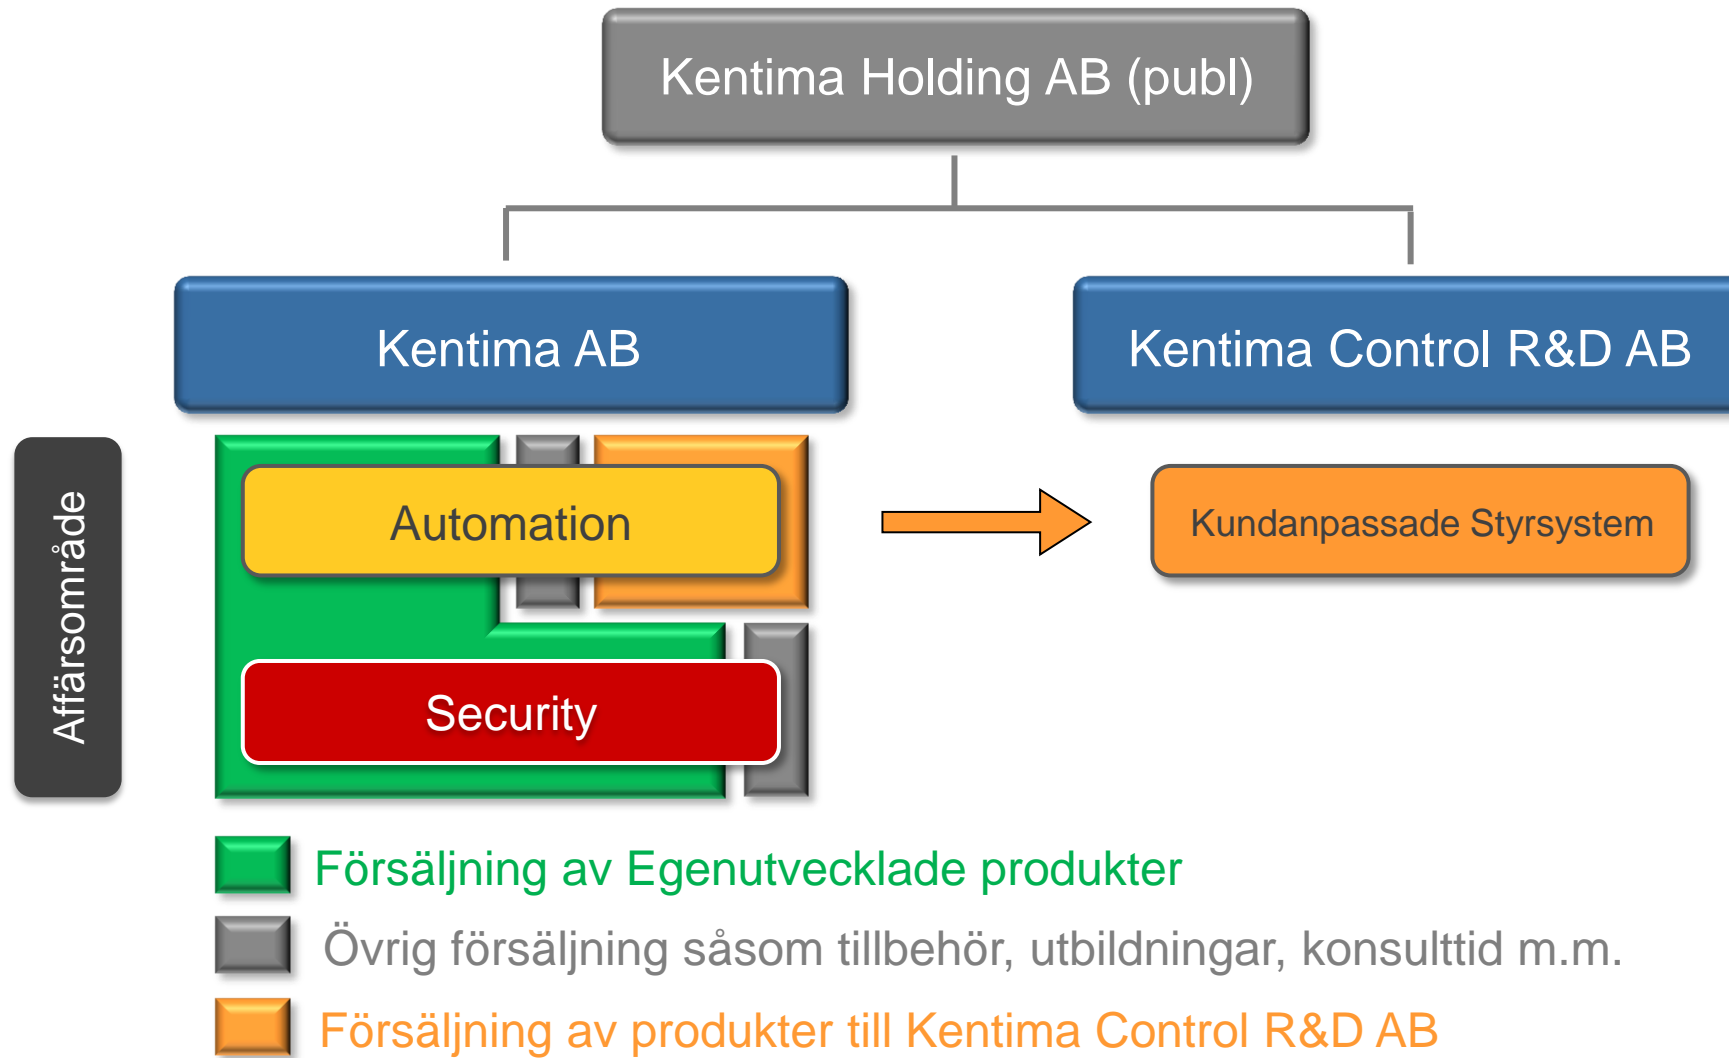 Kentima Holding AB (publ)
Kentima AB
Kentima Control R&D AB
Affärsområde
Automation
Kundanpassade Styrsystem
Security
Försäljning av Egenutvecklade produkter
Övrig försäljning såsom tillbehör, utbildningar, konsulttid m.m.
Försäljning av produkter till Kentima Control R&D AB